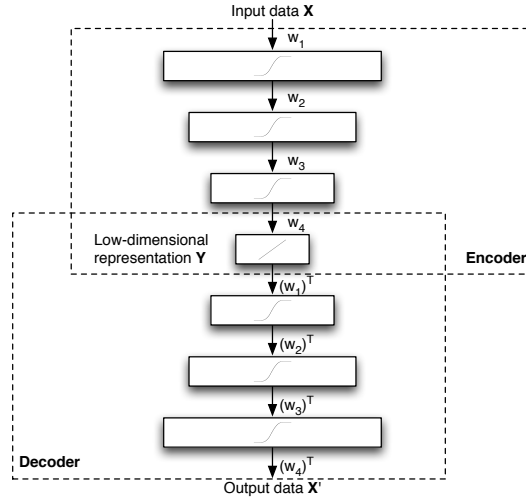 Input data X
w1
w2
w3
w4
Low-dimensional
representation Y
Encoder
(w1)T
(w2)T
(w3)T
Decoder
(w4)T
Output data X'